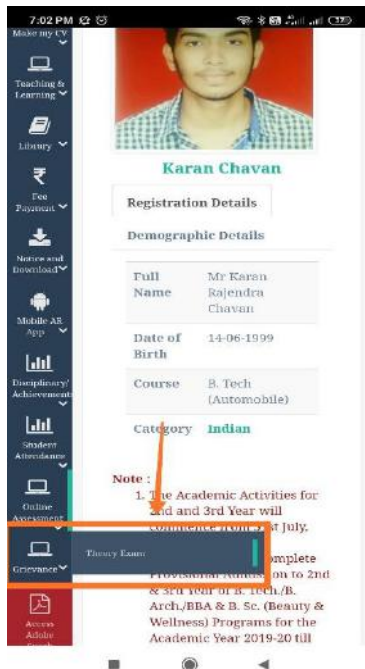 7:02 PM
Make my CV
Teaching &
Learning
Library
Fee
Payment
Notice and
Download
Mobile AR
App
Disciplinary/
Achievement
Student
Attendance
Online
Assessment
Grievance
Access
Adobe
Karan Chavan
Registration Details
Demographic Details
Full Name Mr Karan Rajendra Chavan
Date of Birth 14-06-1999
Course B. Tech (Automobile)
Category Indian
Note :
1. The Academic Activities for
2nd and 3rd Year will
commence from 31st July,
Theory Exam
complete
Provisional Admission to 2nd
& 3rd Year of B. Tech./B.
Arch./BBA & B. Sc. (Beauty &
Wellness) Programs for the
Academic Year 2019-20 till